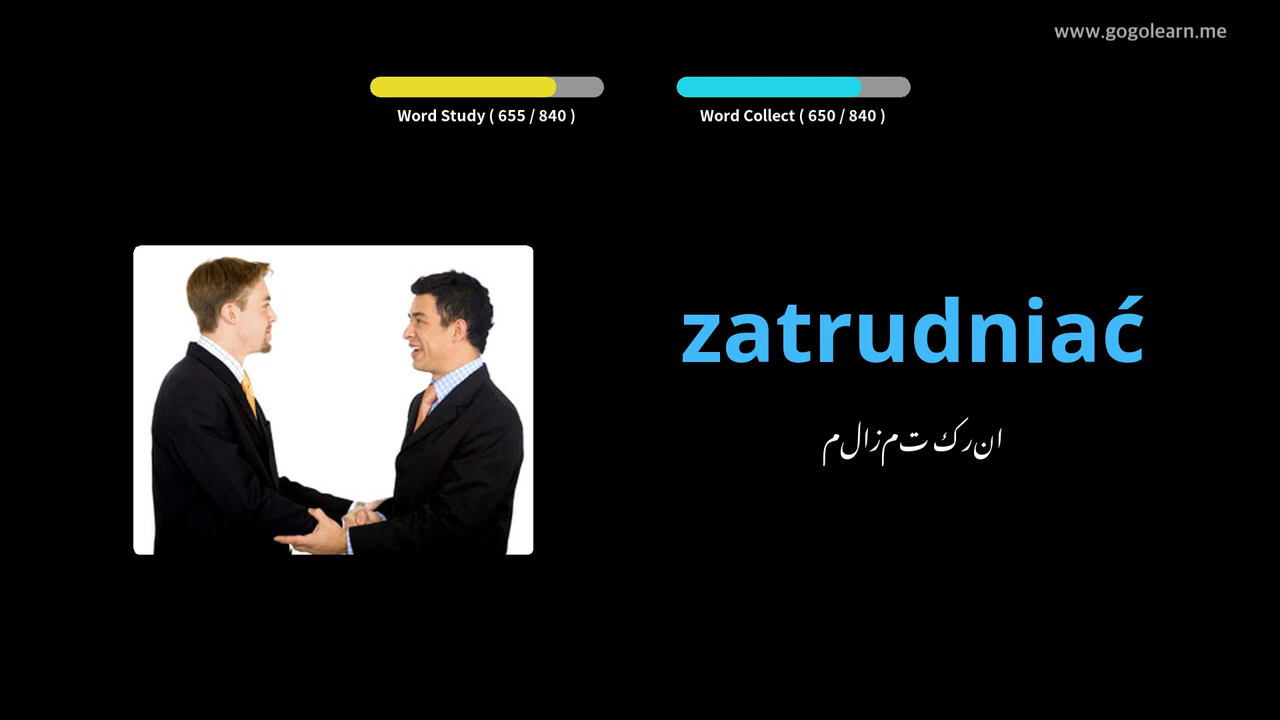 www.gogolearn.me
Word Study ( 655 / 840 )
Word Collect ( 650 / 840 )
zatrudniać
ملازمت کرنا